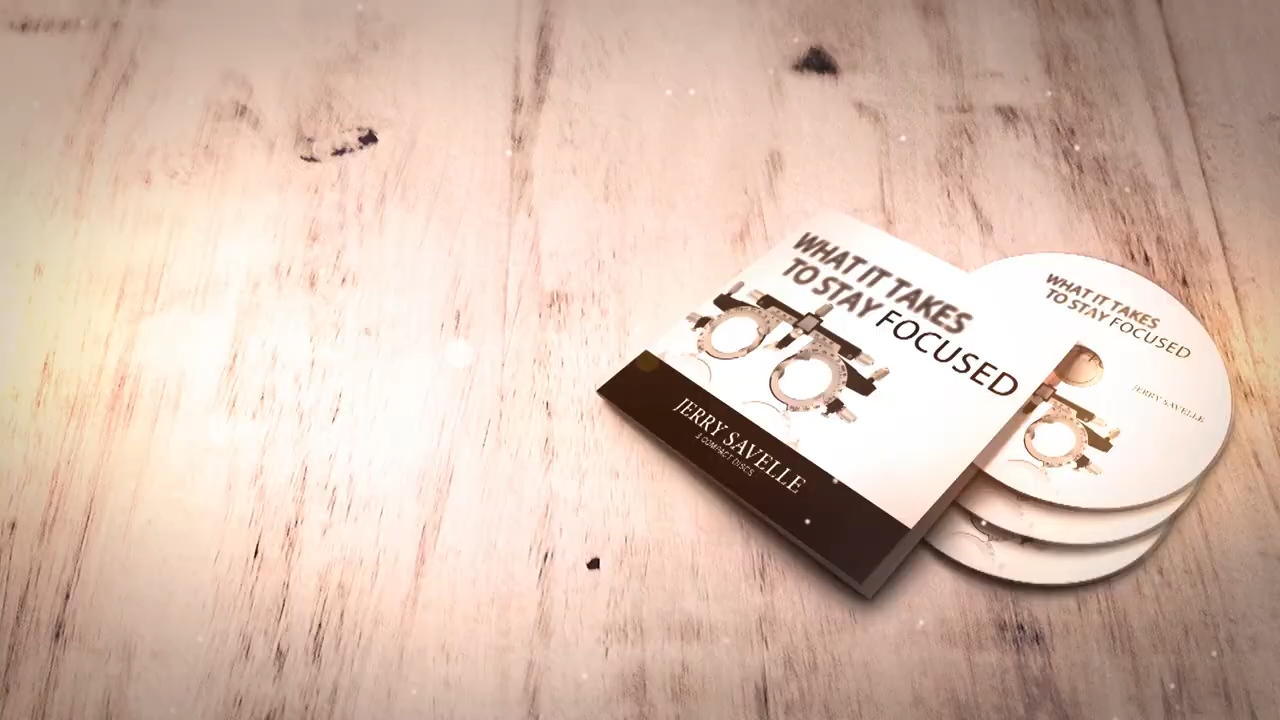 WHAT IT TAKES
TO STAY FOCUSED
JERRY SAVELLE
3 COMPACT DISCS
WHAT IT TAKES
TO STAY FOCUSED
JERRY SAVELLE